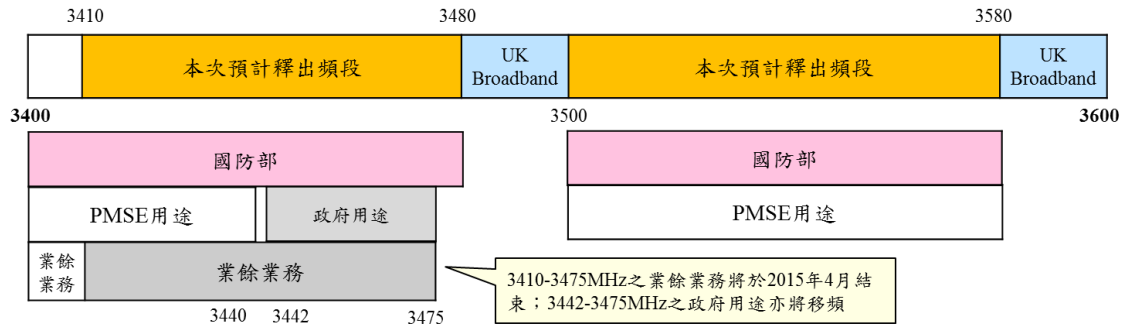 3410
3480
3580
本次預計釋出頻段
UK
Broadband
本次預計釋出頻段
UK
Broadband
3400
3500
3600
國防部
國防部
PMSE用途
政府用途
PMSE用途
業餘
業務
業餘業務
3410-3475MHz之業餘業務將於2015年4月結
束；3442-3475MHz之政府用途亦將移頻
3440
3442
3475